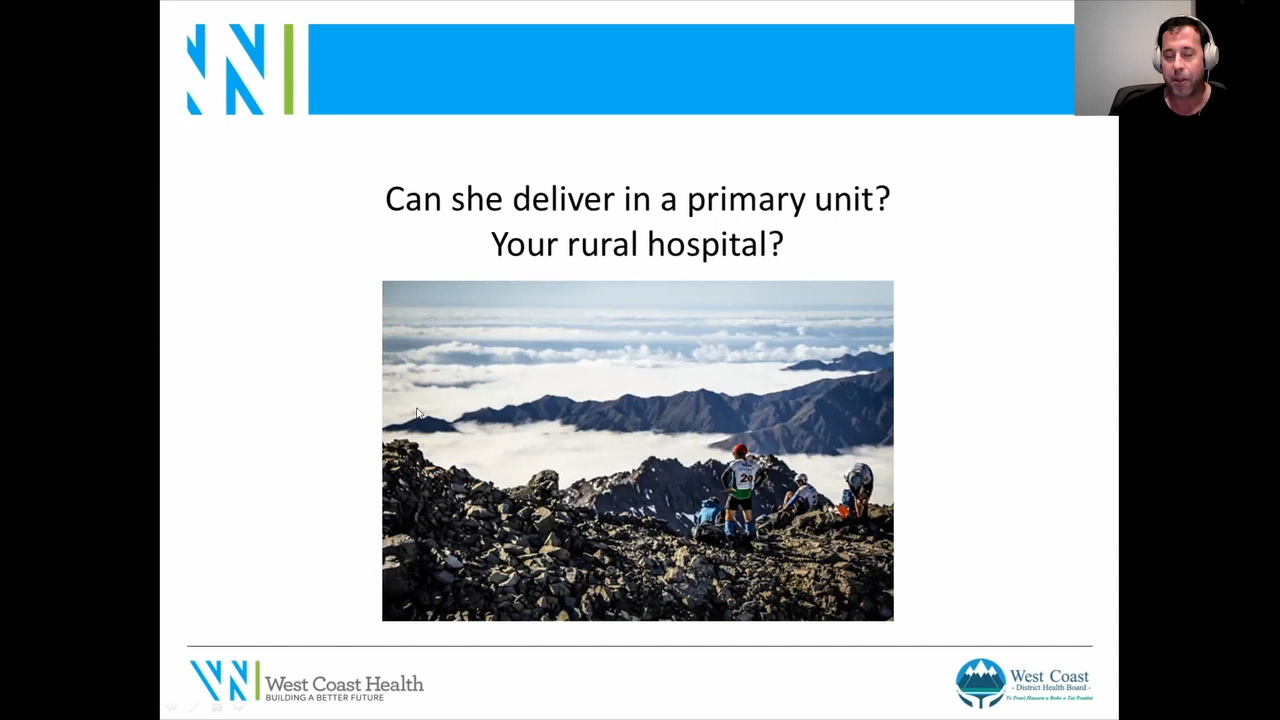 Can she deliver in a primary unit?
Your rural hospital?
20
West Coast Health
BUILDING A BETTER FUTURE
West Coast
- District Health Board -
Te Poari Hauora a Rohe o Tai Poutini